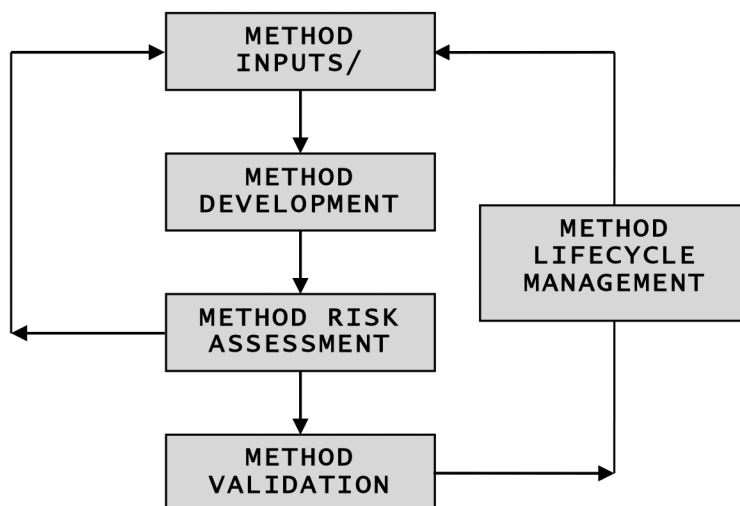 METHOD
INPUTS/
METHOD
DEVELOPMENT
METHOD
LIFECYCLE
MANAGEMENT
METHOD RISK
ASSESSMENT
METHOD
VALIDATION